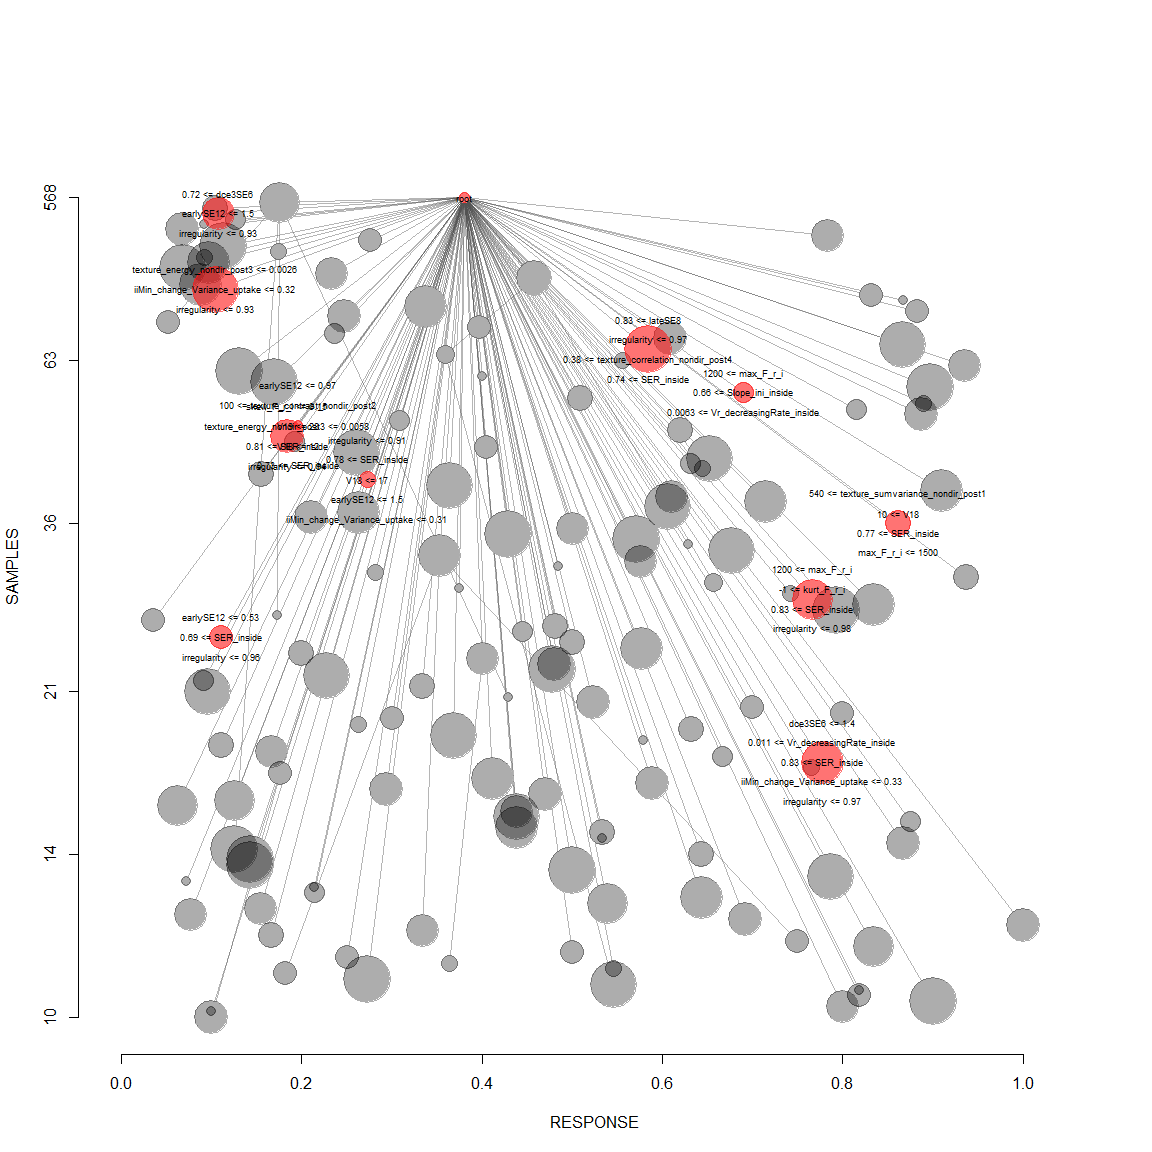 568
63
36
21
14
10
SAMPLES
0.0
0.2
0.4
0.6
0.8
1.0
RESPONSE
root
0.72 <= dce3SE6
earlySE12 <= 1.5
irregularity <= 0.93
texture_energy_nondir_post3 <= 0.0026
iiMin_change_Variance_uptake <= 0.32
irregularity <= 0.93
0.83 <= lateSE8
irregularity <= 0.97
0.38 <= texture_correlation_nondir_post4
0.74 <= SER_inside
1200 <= max_F_r_i
0.66 <= Slope_ini_inside
0.0063 <= Vr_decreasingRate_inside
earlySE12 <= 0.97
irregularity <= 0.91
0.78 <= SER_inside
V13 <= 17
earlySE12 <= 1.5
iiMin_change_Variance_uptake <= 0.31
540 <= texture_sumvariance_nondir_post1
10 <= V18
0.77 <= SER_inside
max_F_r_i <= 1500
1200 <= max_F_r_i
-1 <= kurt_F_r_i
0.83 <= SER_inside
irregularity <= 0.98
earlySE12 <= 0.53
0.69 <= SER_inside
irregularity <= 0.96
dce3SE6 <= 1.4
0.011 <= Vr_decreasingRate_inside
0.83 <= SER_inside
iiMin_change_Variance_uptake <= 0.33
irregularity <= 0.97